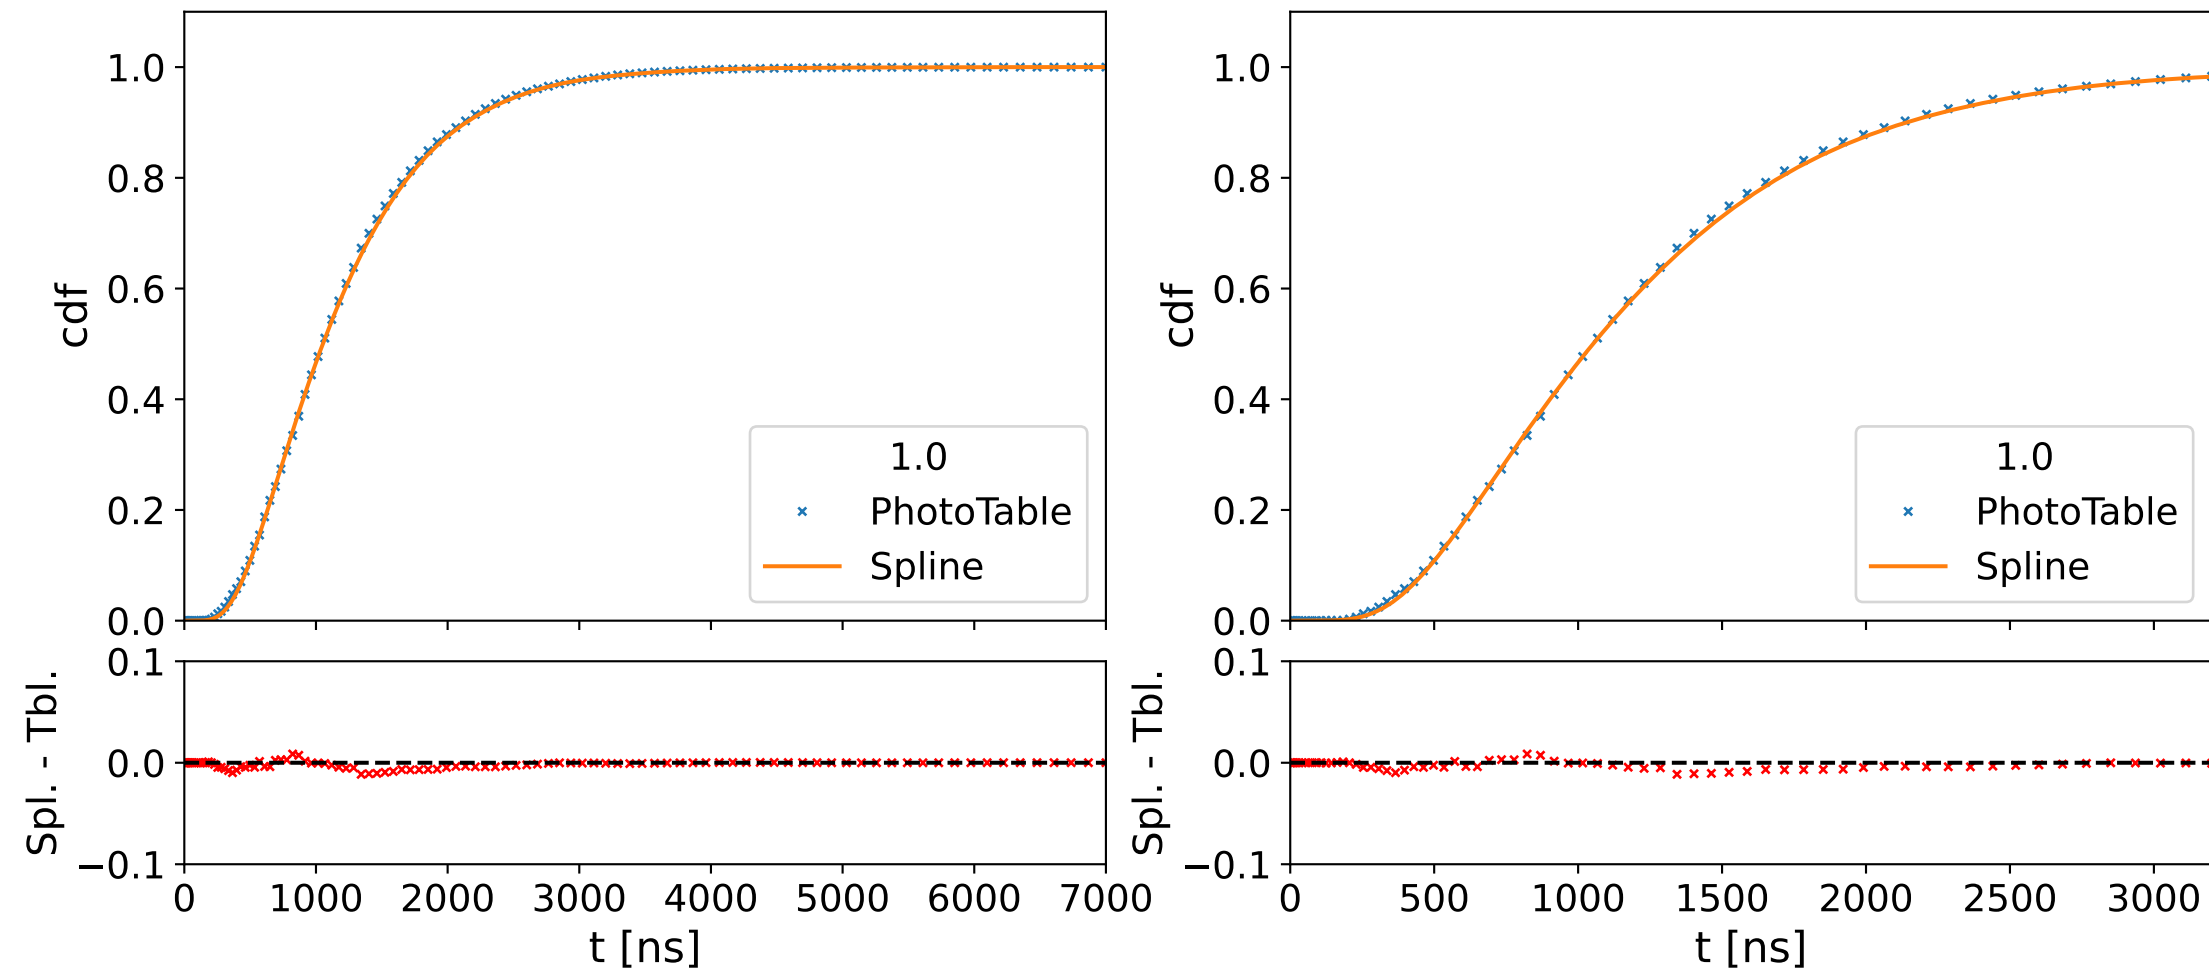 cdf
1.0
0.8
0.6
0.4
0.2
0.0
1.0
PhotoTable
Spline
Spl. - Tbl.
0.1
0.0
−0.1
0 1000 2000 3000 4000 5000 6000 7000
t [ns]
cdf
1.0
0.8
0.6
0.4
0.2
0.0
1.0
PhotoTable
Spline
Spl. - Tbl.
0.1
0.0
−0.1
0 500 1000 1500 2000 2500 3000
t [ns]